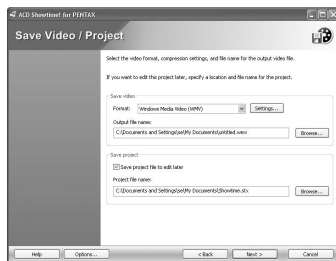 ACD Showtime! for PENTAX
Save Video / Project
Select the video format, compression settings, and file name for the output video file.
If you want to edit this project later, specify a location and file name for the project.
Save video
Format: Windows Media Video (WMV) Settings...
Output file name:
C:\Documents and Settings\se\My Documents\untitled.wmv Browse...
Save project
Save project file to edit later
Project file name:
C:\Documents and Settings\se\My Documents\Showtime.stx Browse...
Help Options... < Back Next > Cancel